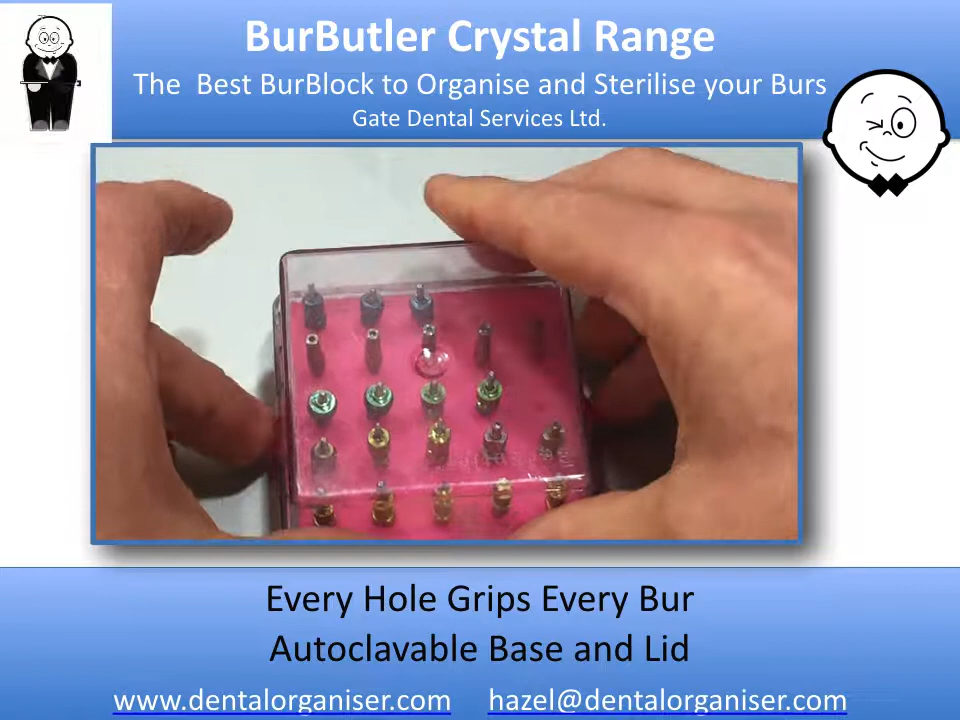 BurButler Crystal Range
The  Best BurBlock to Organise and Sterilise your Burs
Gate Dental Services Ltd.
Every Hole Grips Every Bur
Autoclavable Base and Lid
www.dentalorganiser.com     hazel@dentalorganiser.com